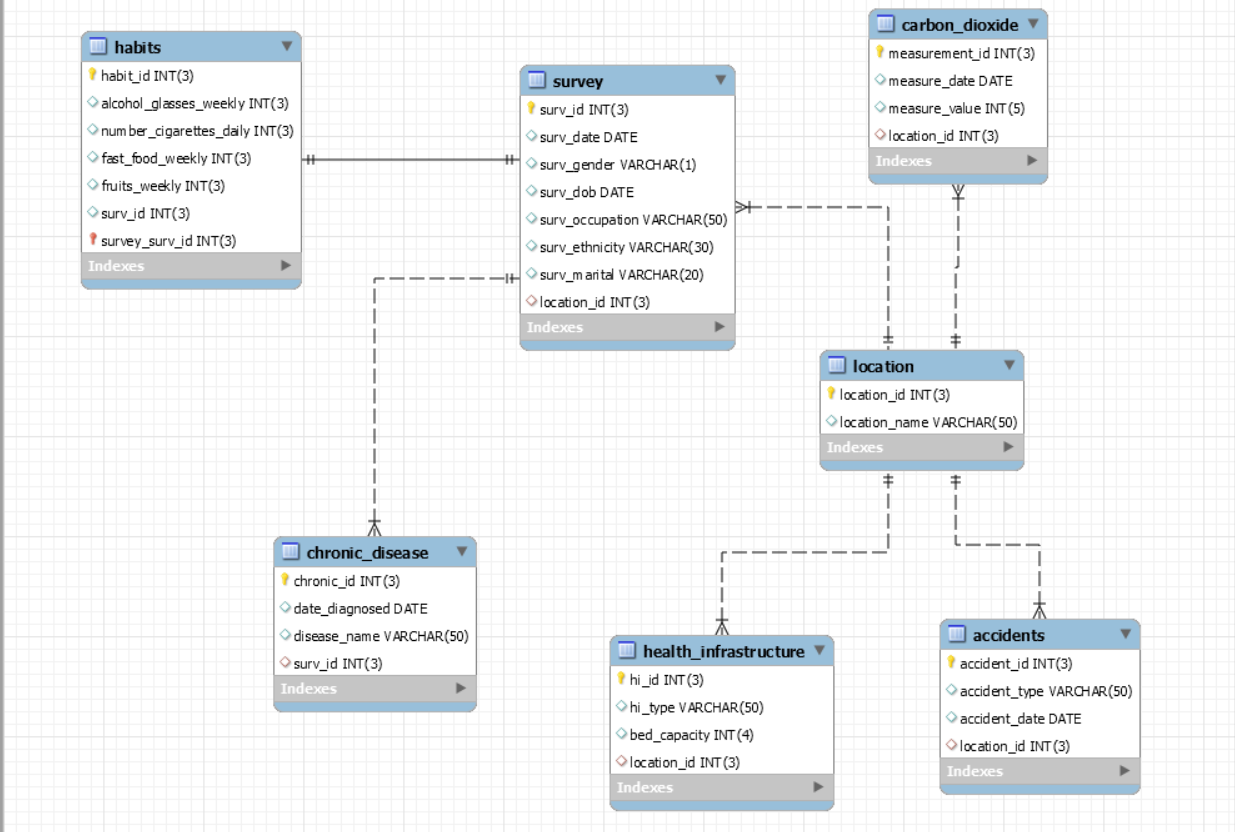 habits
habit_id INT(3)
alcohol_glasses_weekly INT(3)
number_cigarettes_daily INT(3)
fast_food_weekly INT(3)
fruits_weekly INT(3)
surv_id INT(3)
survey_surv_id INT(3)
Indexes
survey
surv_id INT(3)
surv_date DATE
surv_gender VARCHAR(1)
surv_dob DATE
surv_occupation VARCHAR(50)
surv_ethnicity VARCHAR(30)
surv_marital VARCHAR(20)
location_id INT(3)
Indexes
carbon_dioxide
measurement_id INT(3)
measure_date DATE
measure_value INT(5)
location_id INT(3)
Indexes
location
location_id INT(3)
location_name VARCHAR(50)
Indexes
chronic_disease
chronic_id INT(3)
date_diagnosed DATE
disease_name VARCHAR(50)
surv_id INT(3)
Indexes
health_infrastructure
hi_id INT(3)
hi_type VARCHAR(50)
bed_capacity INT(4)
location_id INT(3)
Indexes
accidents
accident_id INT(3)
accident_type VARCHAR(50)
accident_date DATE
location_id INT(3)
Indexes